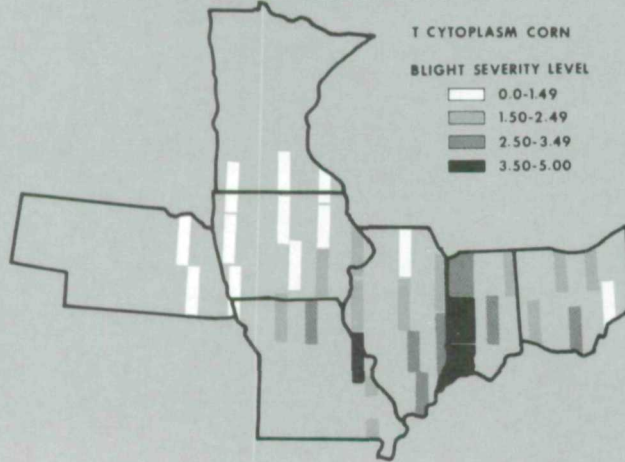 T CYTOPLASM CORN
BLIGHT SEVERITY LEVEL
0.0-1.49
1.50-2.49
2.50-3.49
3.50-5.00